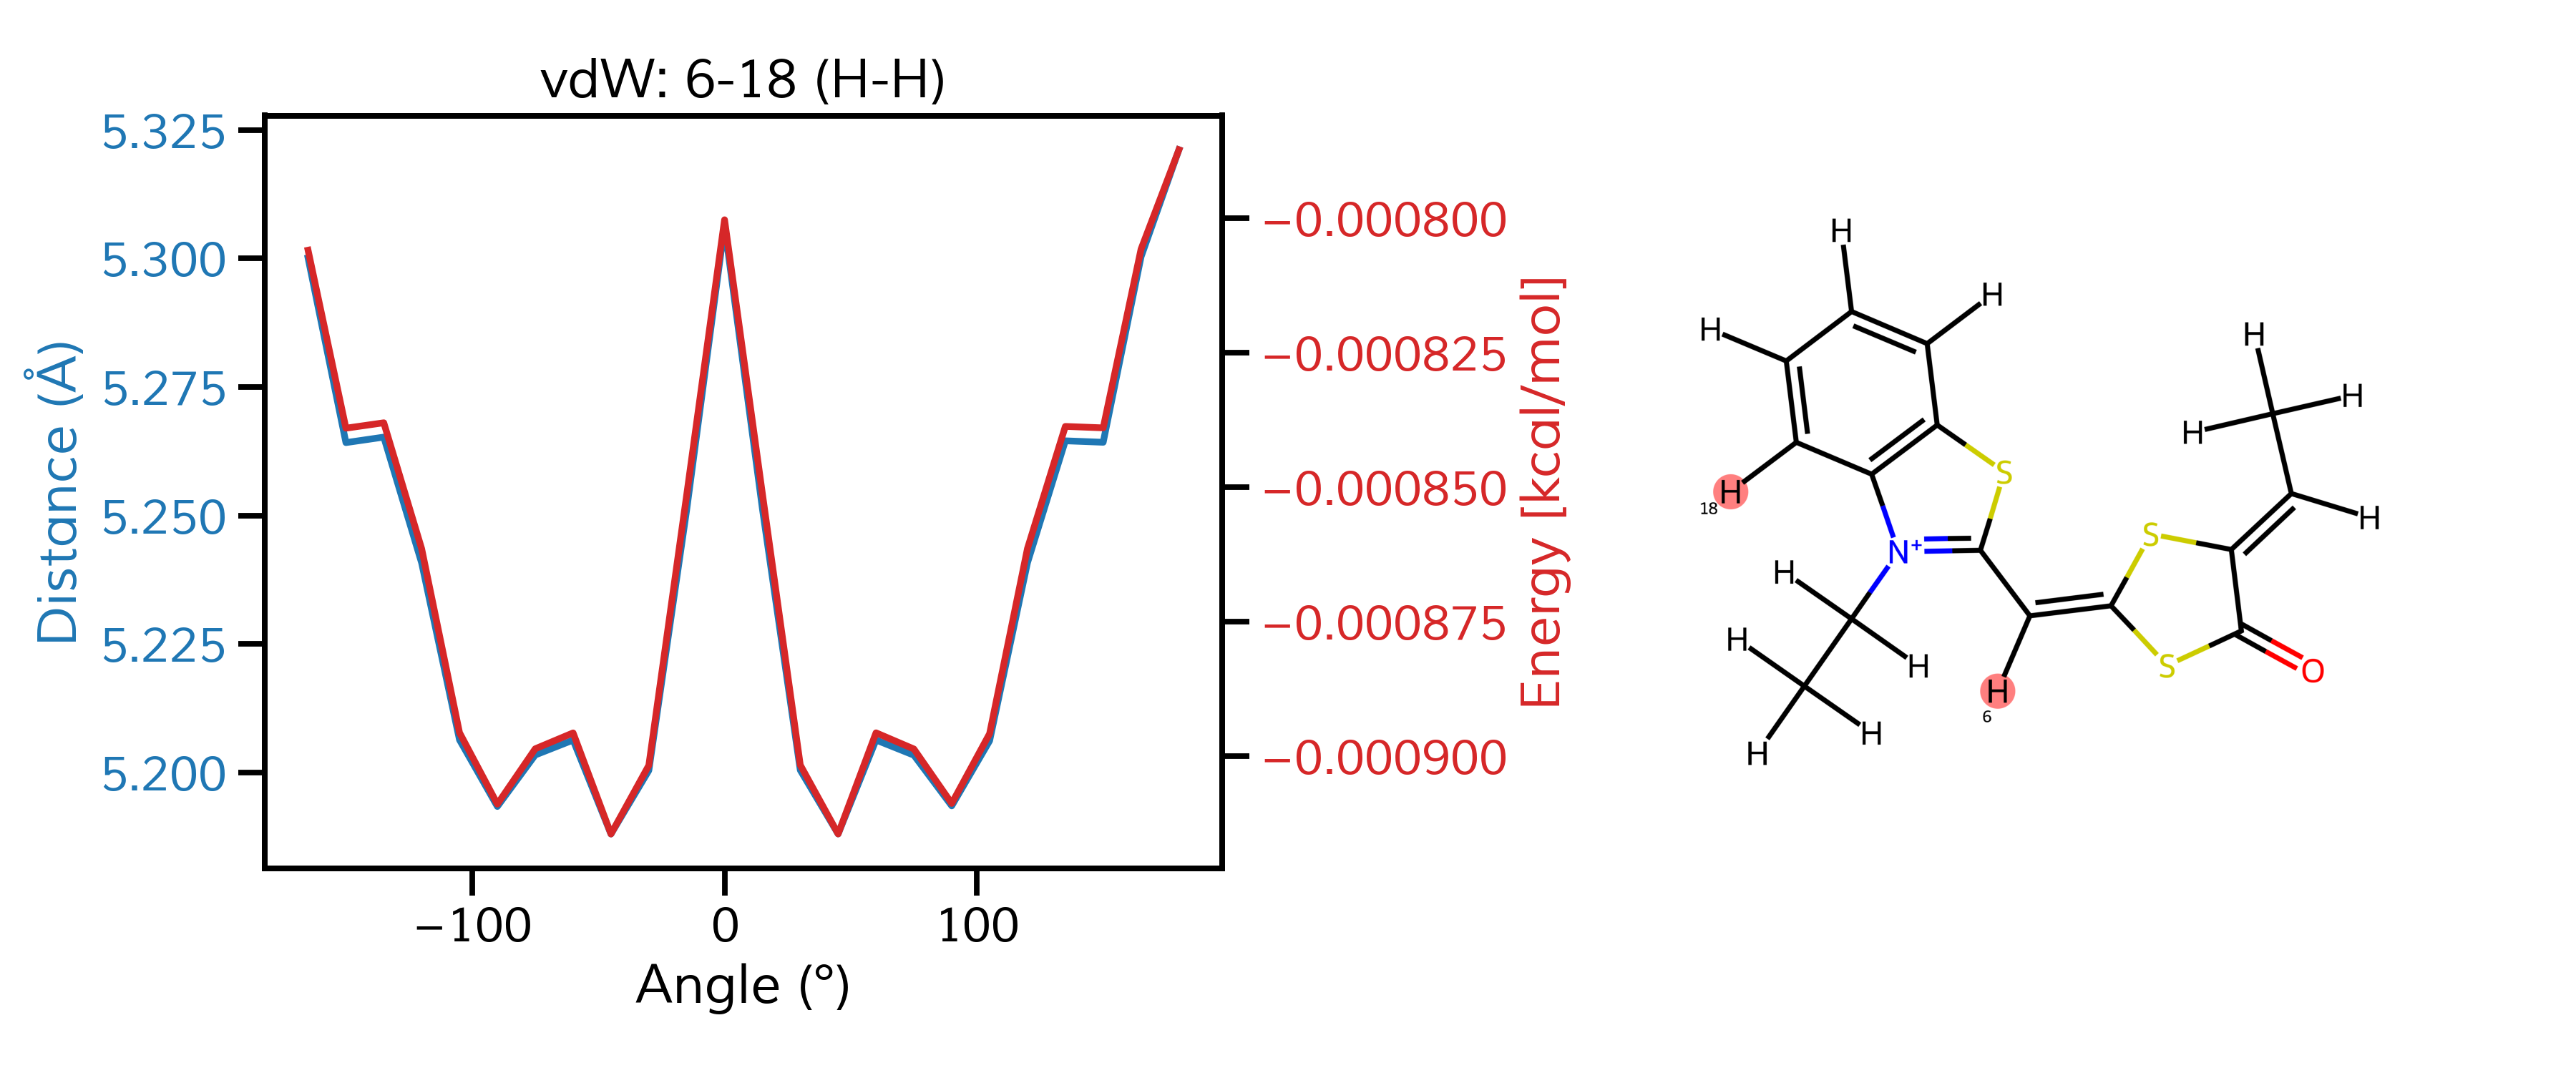 vdW: 6-18 (H-H)
5.325
5.300
5.275
5.250
5.225
5.200
Distance (Å)
−100
0
100
Angle (°)
−0.000800
−0.000825
−0.000850
−0.000875
−0.000900
Energy [kcal/mol]
H
H
H
H
H
H
H
S
H
18
H
S
N⁺
H
H
H
S
O
H
6
H
H